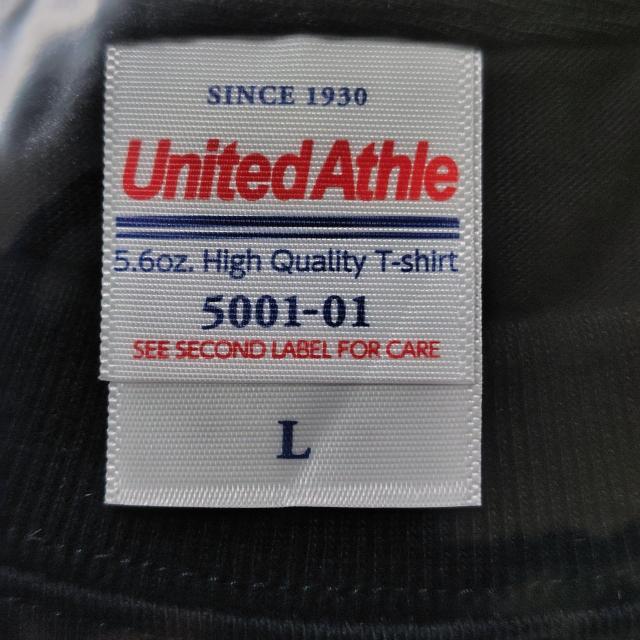 SINCE 1930
UnitedAthle
5.6oz. High Quality T-shirt
5001-01
SEE SECOND LABEL FOR CARE
L